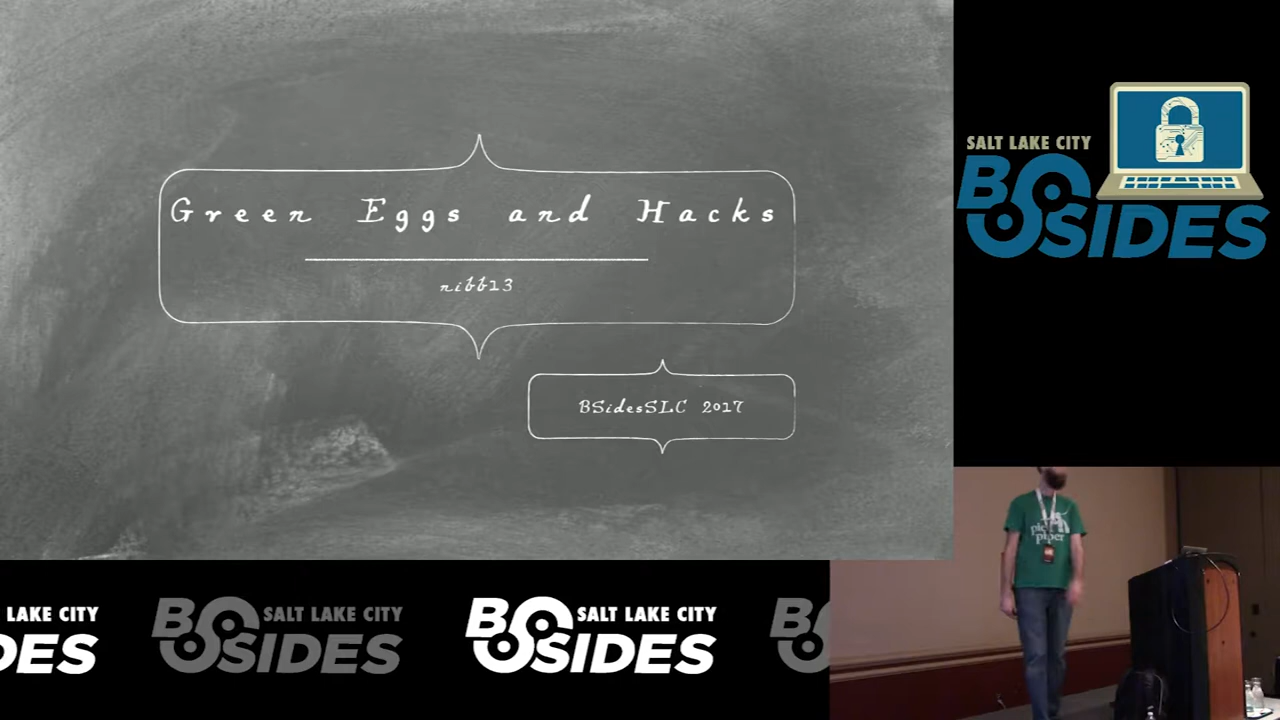 Green Eggs and Hacks
nibb13
BSidesSLC 2017
SALT LAKE CITY
BSIDES
pied
piper
LAKE CITY
DES
SALT LAKE CITY
BSIDES
SALT LAKE CITY
BSIDES
B